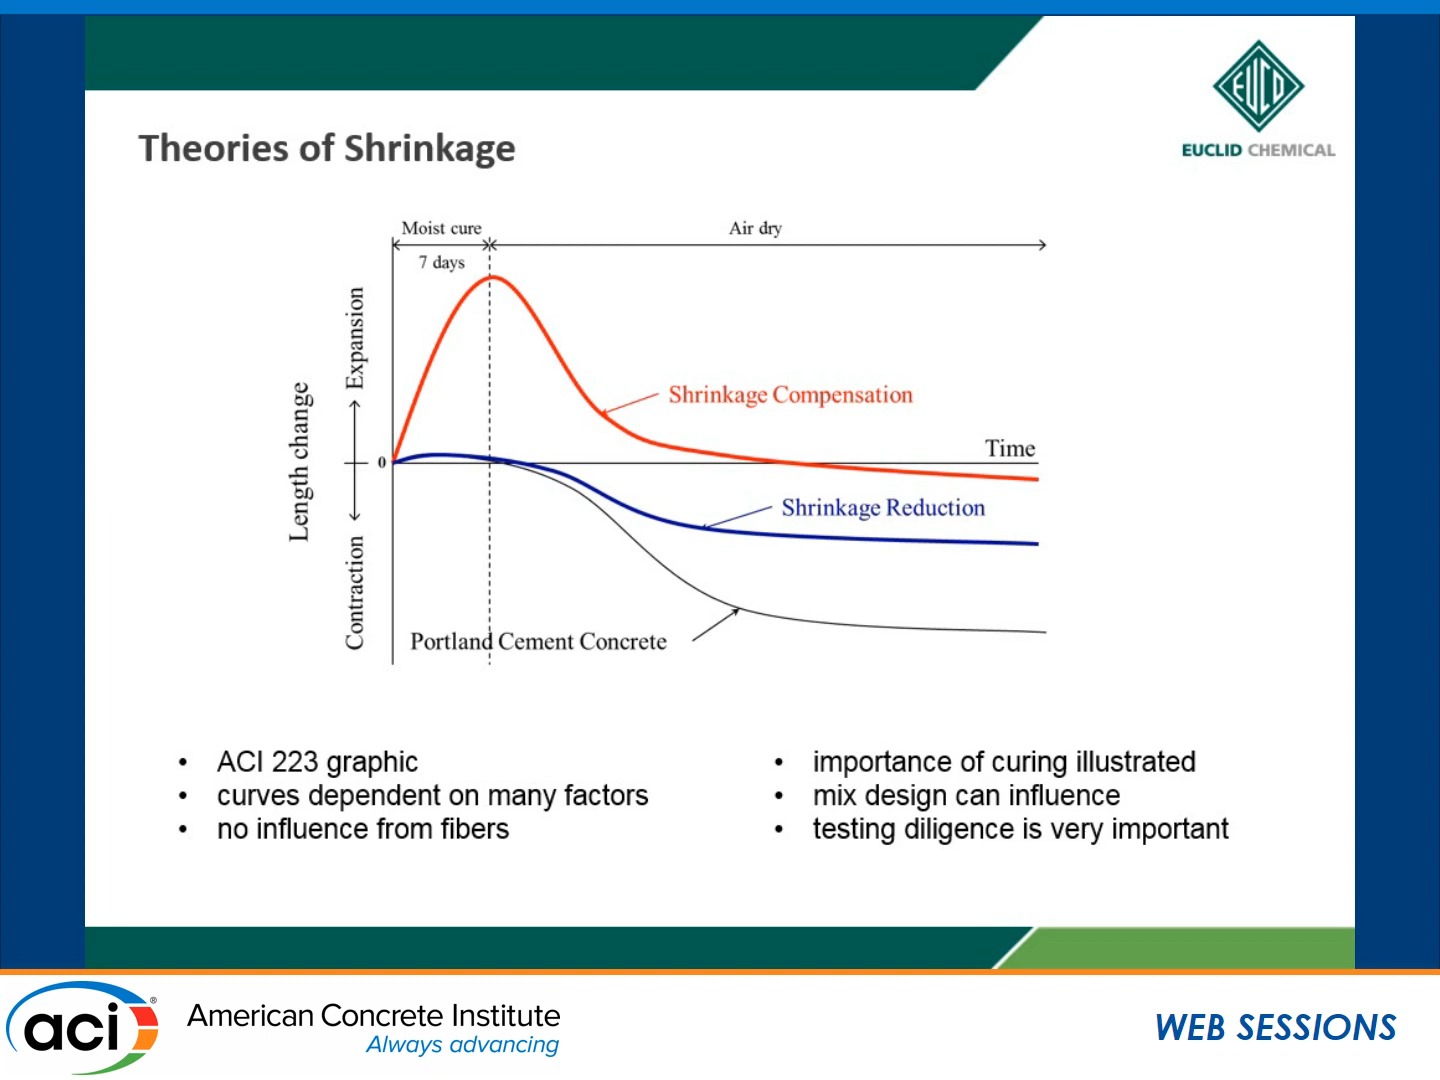 EUCO
EUCLID CHEMICAL
Theories of Shrinkage
Moist cure
Air dry
7 days
Length change
Expansion
Contraction
0
Shrinkage Compensation
Time
Shrinkage Reduction
Portland Cement Concrete
• ACI 223 graphic
• curves dependent on many factors
• no influence from fibers
• importance of curing illustrated
• mix design can influence
• testing diligence is very important
aci®
American Concrete Institute
Always advancing
WEB SESSIONS